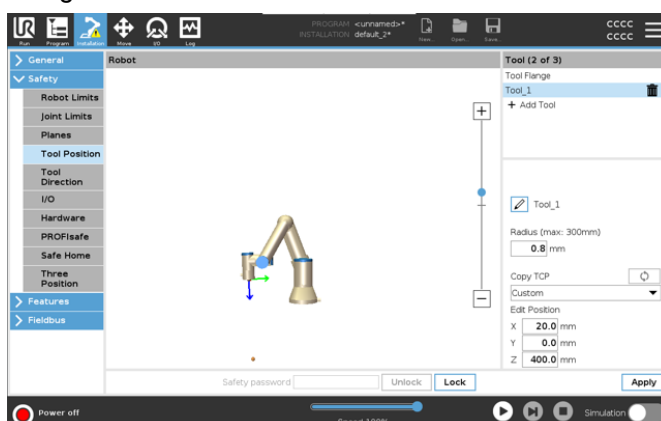 PROGRAM <unnamed>*
INSTALLATION default_2*
UR
Run
Program
Installation
Move
I/O
Log
New...
Open...
Save...
cccc
cccc
General
Safety
Robot Limits
Joint Limits
Planes
Tool Position
Tool
Direction
I/O
Hardware
PROFIsafe
Safe Home
Three
Position
Features
Fieldbus
Robot
Tool (2 of 3)
Tool Flange
Tool_1
+ Add Tool
Tool_1
Radius (max: 300mm)
0.8 mm
Copy TCP
Custom
Edit Position
X 20.0 mm
Y 0.0 mm
Z 400.0 mm
Safety password
Unlock
Lock
Apply
Power off
Speed 100%
Simulation